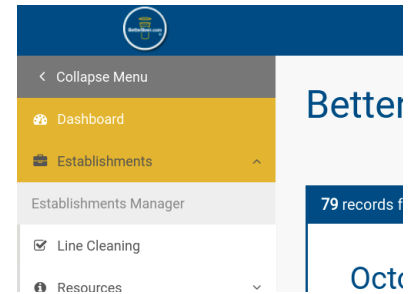 BetterBeer.com
Collapse Menu
Dashboard
Establishments
Establishments Manager
Line Cleaning
Resources
Better
79 records f
Octo